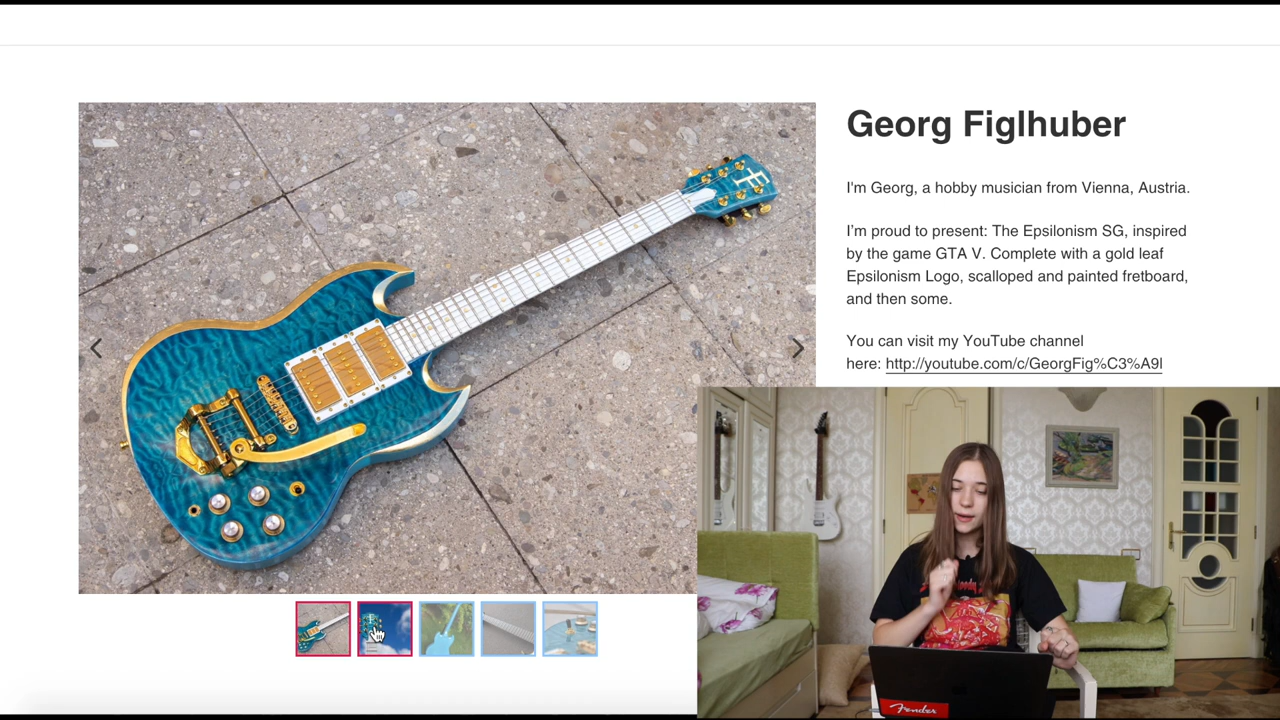 Georg Figlhuber
I'm Georg, a hobby musician from Vienna, Austria.
I'm proud to present: The Epsilonism SG, inspired
by the game GTA V. Complete with a gold leaf
Epsilonism Logo, scalloped and painted fretboard,
and then some.
You can visit my YouTube channel
here: http://youtube.com/c/GeorgFig%C3%A9l
Fender